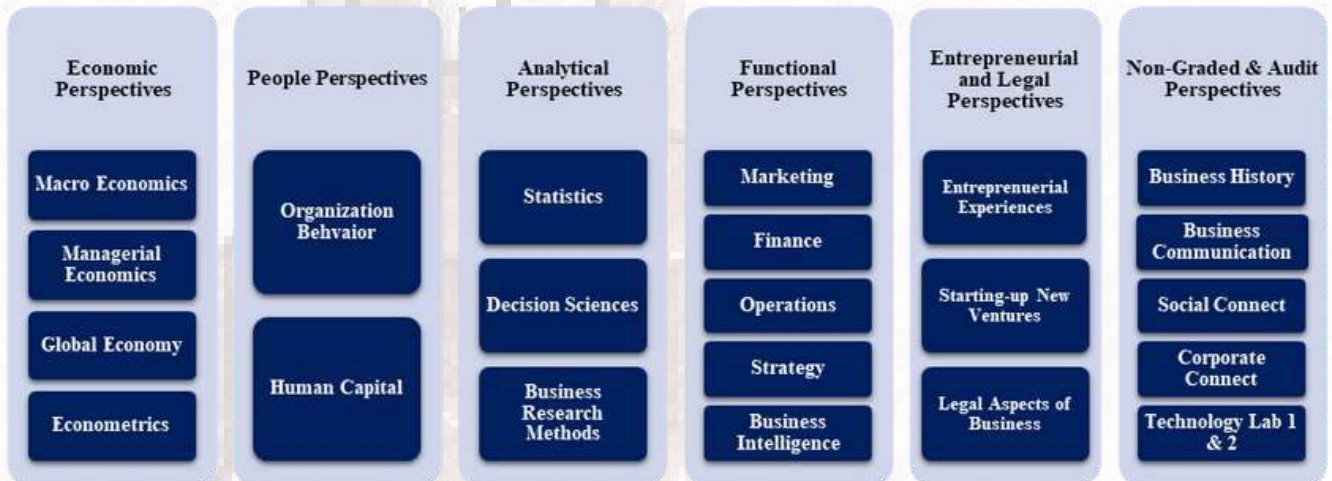 Economic
Perspectives
Macro Economics
Managerial
Economics
Global Economy
Econometrics
People Perspectives
Organization
Behvaior
Human Capital
Analytical
Perspectives
Statistics
Decision Sciences
Business
Research
Methods
Functional
Perspectives
Marketing
Finance
Operations
Strategy
Business
Intelligence
Entrepreneurial
and Legal
Perspectives
Entreprenuerial
Experiences
Starting-up New
Ventures
Legal Aspects of
Business
Non-Graded & Audit
Perspectives
Business History
Business
Communication
Social Connect
Corporate
Connect
Technology Lab 1
& 2